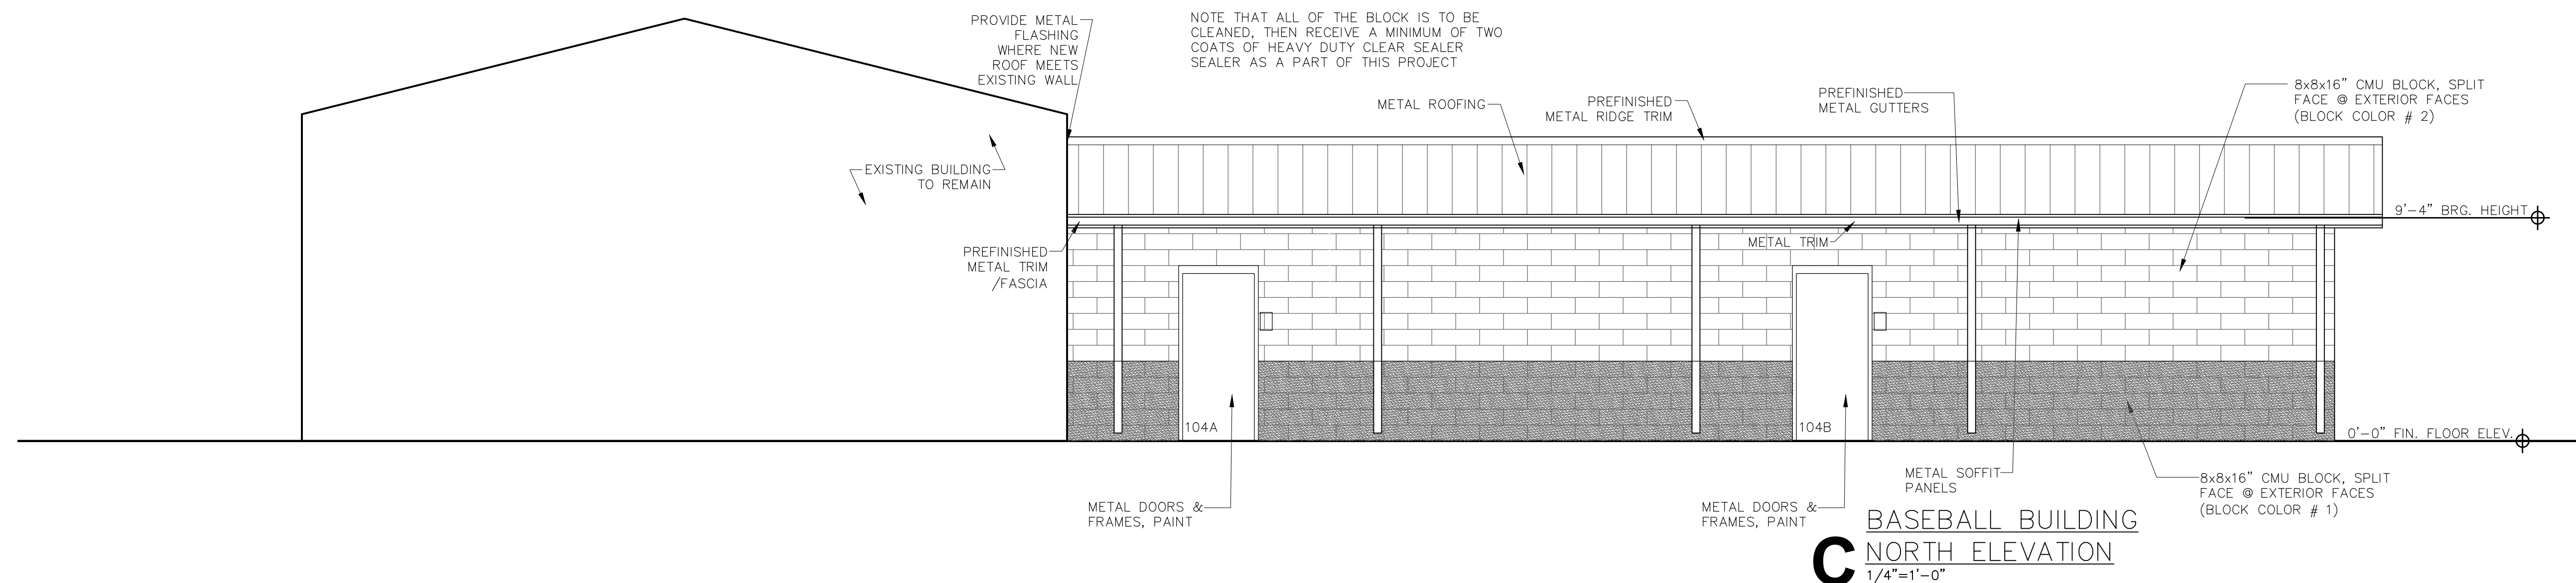 PROVIDE METAL
FLASHING
WHERE NEW
ROOF MEETS
EXISTING WALL
NOTE THAT ALL OF THE BLOCK IS TO BE
CLEANED, THEN RECEIVE A MINIMUM OF TWO
COATS OF HEAVY DUTY CLEAR SEALER
SEALER AS A PART OF THIS PROJECT
METAL ROOFING
PREFINISHED
METAL RIDGE TRIM
PREFINISHED
METAL GUTTERS
8x8x16" CMU BLOCK, SPLIT
FACE @ EXTERIOR FACES
(BLOCK COLOR # 2)
EXISTING BUILDING
TO REMAIN
9'-4" BRG. HEIGHT
PREFINISHED
METAL TRIM
/FASCIA
METAL TRIM
104A
104B
0'-0" FIN. FLOOR ELEV.
METAL DOORS &
FRAMES, PAINT
METAL DOORS &
FRAMES, PAINT
METAL SOFFIT
PANELS
8x8x16" CMU BLOCK, SPLIT
FACE @ EXTERIOR FACES
(BLOCK COLOR # 1)
C
BASEBALL BUILDING
NORTH ELEVATION
1/4"=1'-0"